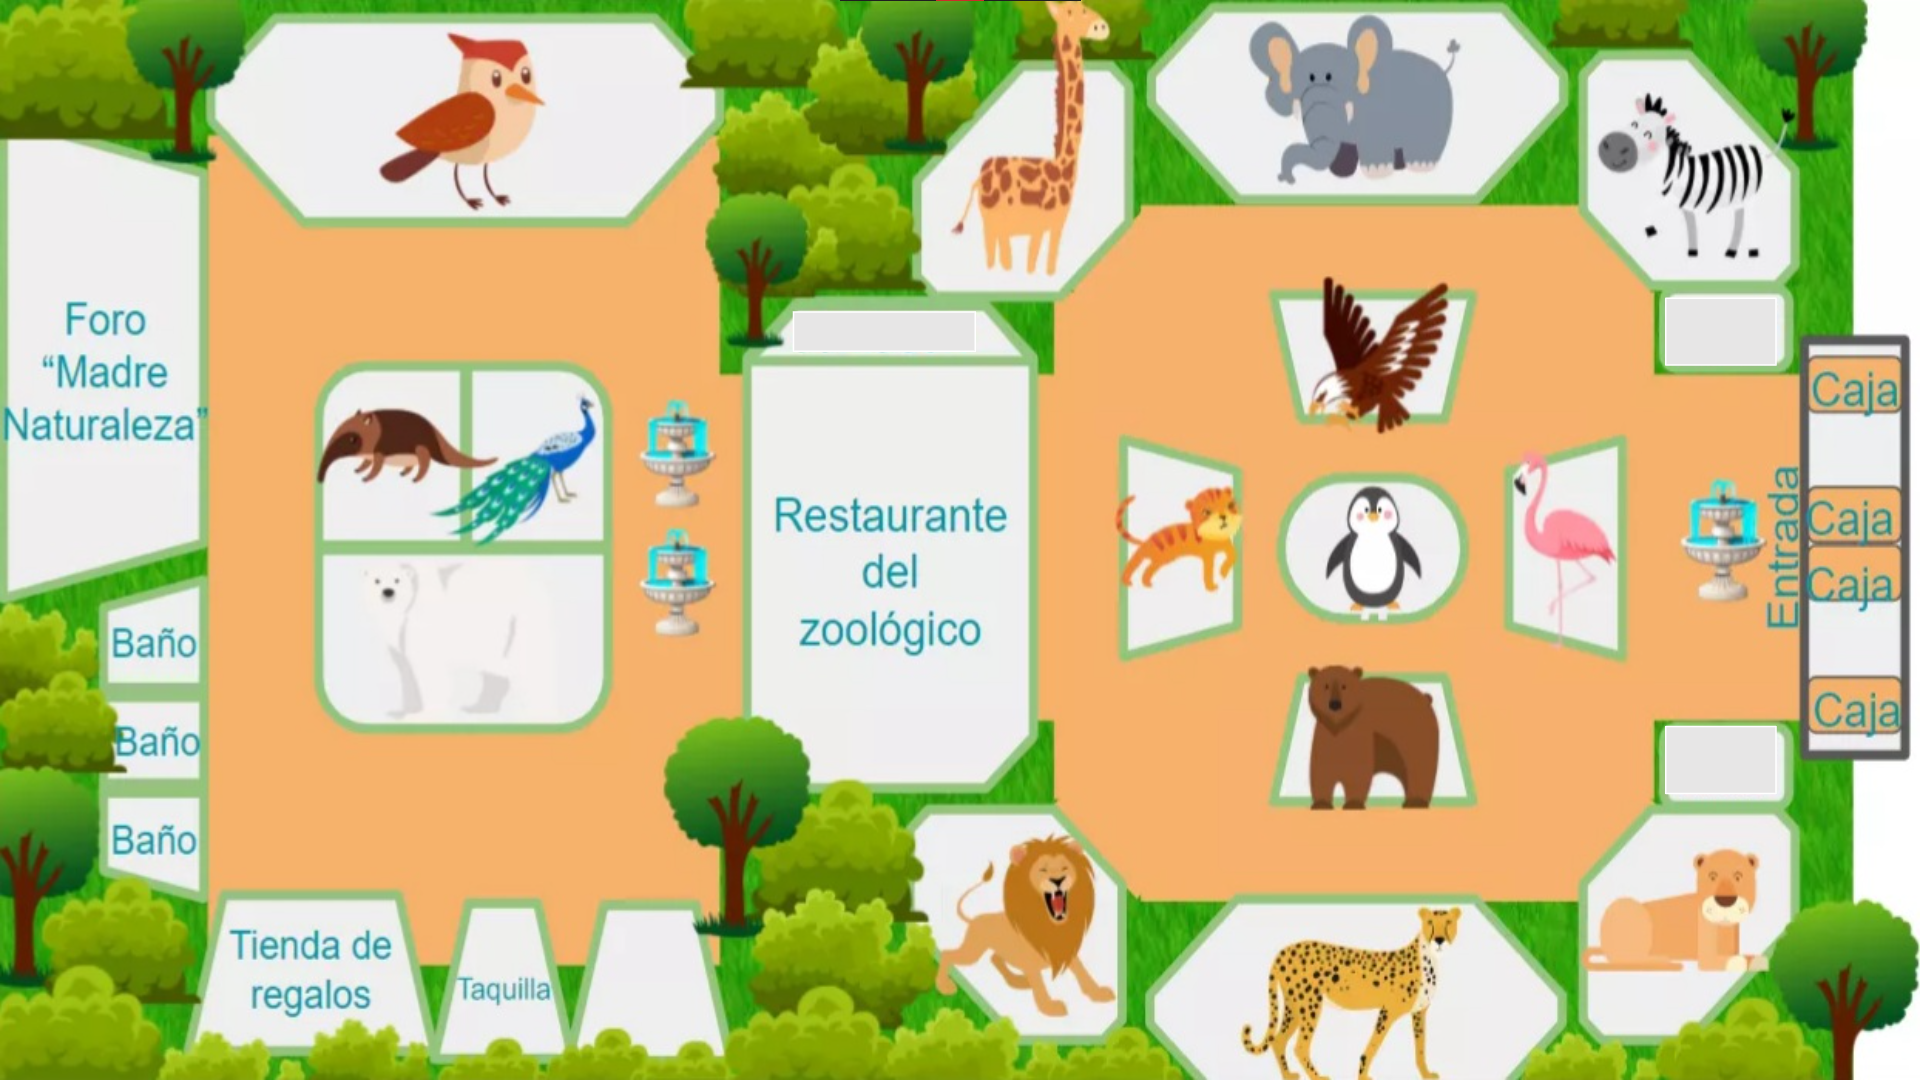 Foro
“Madre
Naturaleza”
Baño
Baño
Baño
Tienda de
regalos
Taquilla
Restaurante
del
zoológico
Entrada
Caja
Caja
Caja
Caja